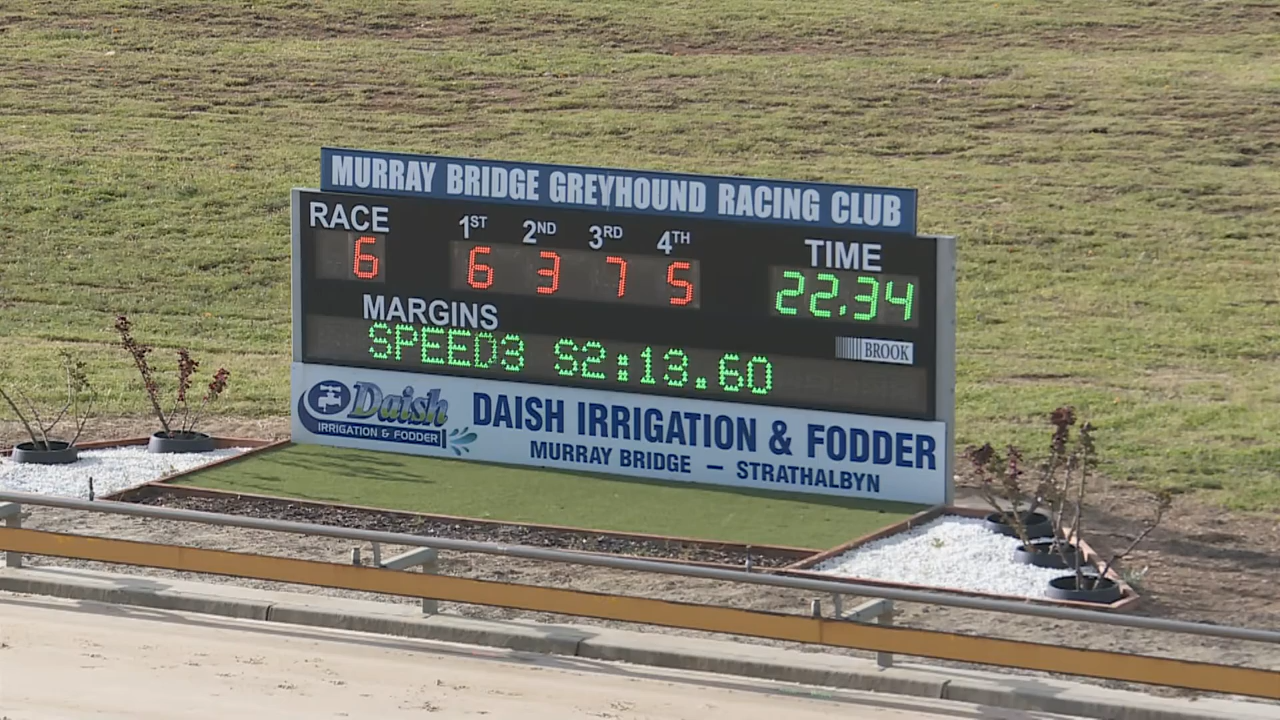 MURRAY BRIDGE GREYHOUND RACING CLUB
RACE 1ST 2ND 3RD 4TH TIME
6 6 3 7 5 22.34
MARGINS
SPEED3 S2:13.60
BROOK
Daish
IRRIGATION & FODDER
DAISH IRRIGATION & FODDER
MURRAY BRIDGE – STRATHALBYN